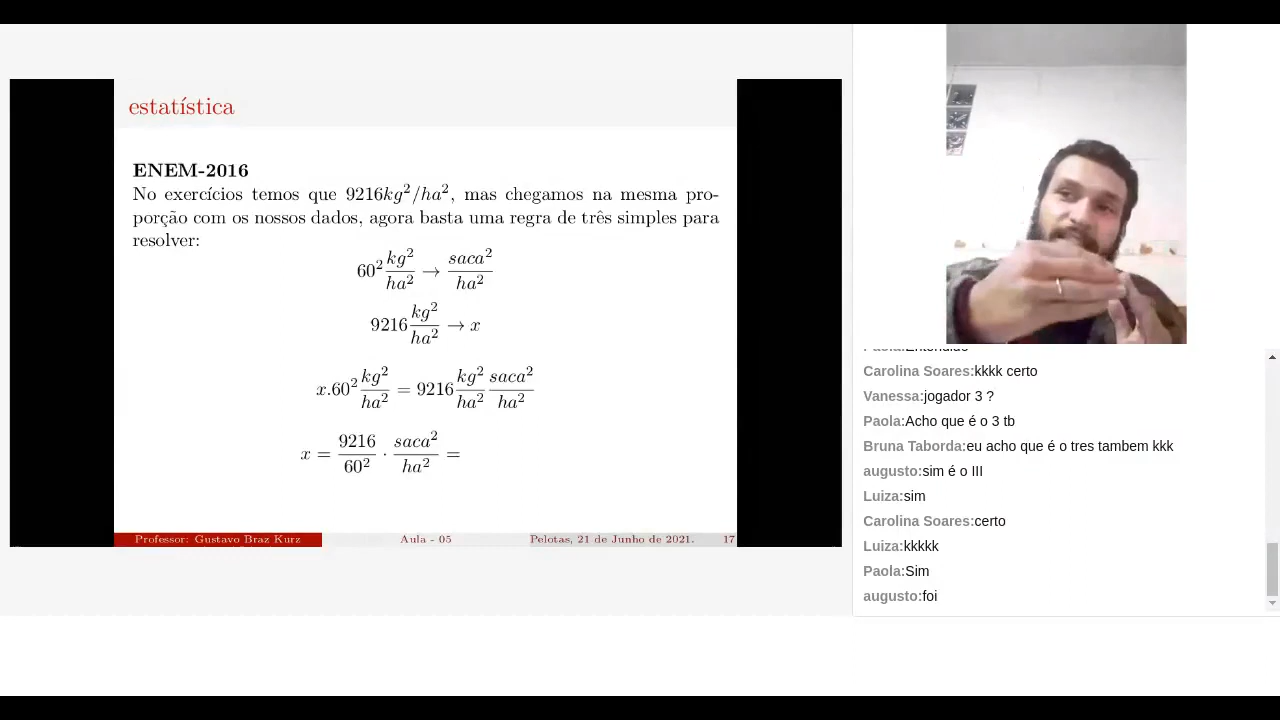 estatística
ENEM-2016
No exercícios temos que 9216kg²/ha², mas chegamos na mesma pro-
porção com os nossos dados, agora basta uma regra de três simples para
resolver:
60² kg²/ha² → saca²/ha²
9216 kg²/ha² → x
x.60² kg²/ha² = 9216 kg²/ha² saca²/ha²
x = 9216/60² · saca²/ha² =
Professor: Gustavo Braz Kurz Aula - 05 Pelotas, 21 de Junho de 2021. 17
Carolina Soares:kkkk certo
Vanessa:jogador 3 ?
Paola:Acho que é o 3 tb
Bruna Taborda:eu acho que é o tres tambem kkk
augusto:sim é o III
Luiza:sim
Carolina Soares:certo
Luiza:kkkkk
Paola:Sim
augusto:foi